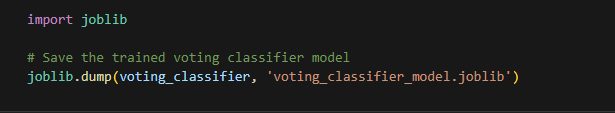 import joblib
# Save the trained voting classifier model
joblib.dump(voting_classifier, 'voting_classifier_model.joblib')